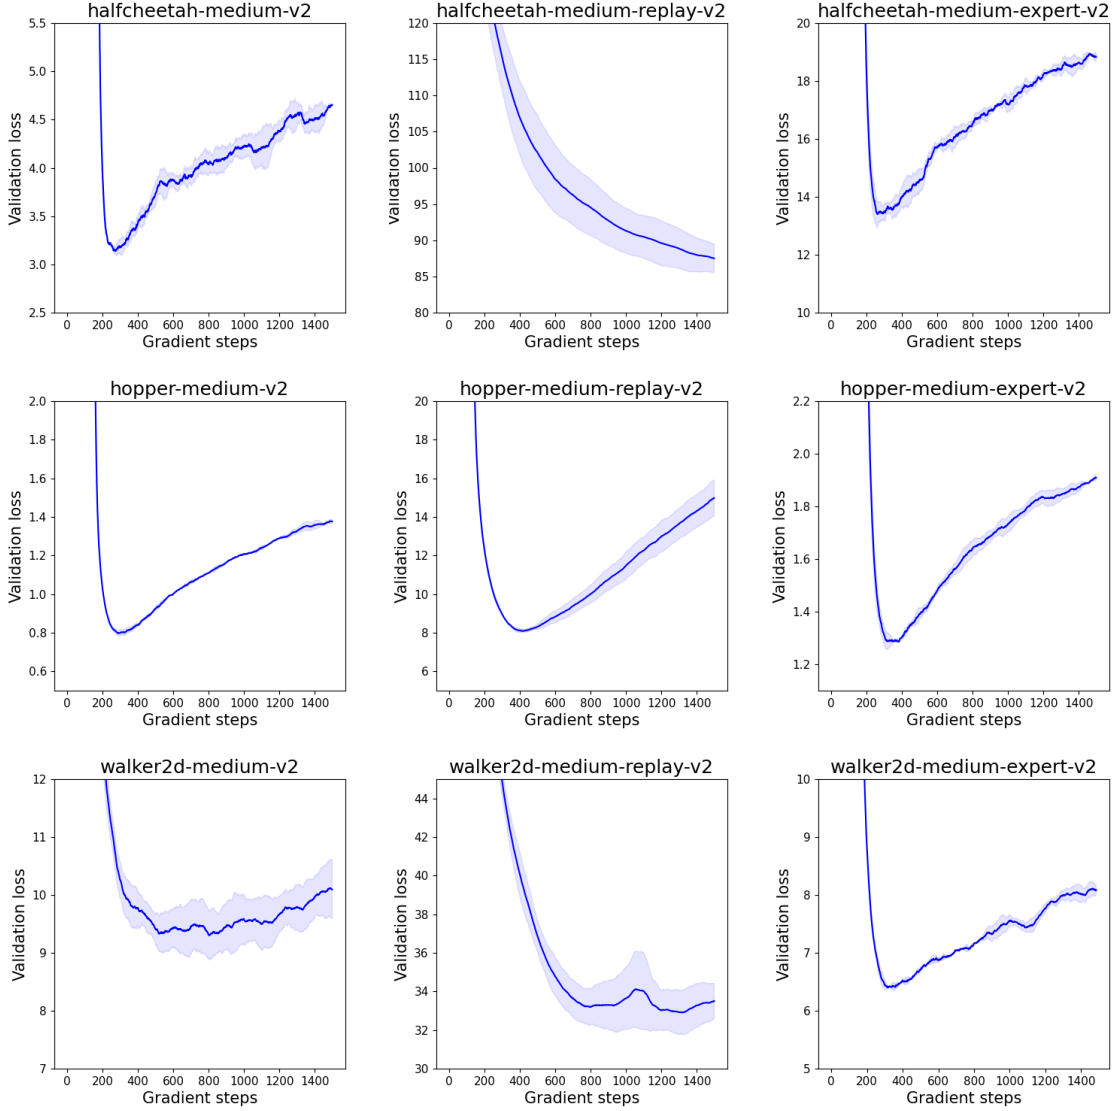 halfcheetah-medium-v2
5.5
5.0
4.5
4.0
3.5
3.0
2.5
Validation loss
0 200 400 600 800 1000 1200 1400
Gradient steps
halfcheetah-medium-replay-v2
120
115
110
105
100
95
90
85
80
Validation loss
0 200 400 600 800 1000 1200 1400
Gradient steps
halfcheetah-medium-expert-v2
20
18
16
14
12
10
Validation loss
0 200 400 600 800 1000 1200 1400
Gradient steps
hopper-medium-v2
2.0
1.8
1.6
1.4
1.2
1.0
0.8
0.6
Validation loss
0 200 400 600 800 1000 1200 1400
Gradient steps
hopper-medium-replay-v2
20
18
16
14
12
10
8
6
Validation loss
0 200 400 600 800 1000 1200 1400
Gradient steps
hopper-medium-expert-v2
2.2
2.0
1.8
1.6
1.4
1.2
Validation loss
0 200 400 600 800 1000 1200 1400
Gradient steps
walker2d-medium-v2
12
11
10
9
8
7
Validation loss
0 200 400 600 800 1000 1200 1400
Gradient steps
walker2d-medium-replay-v2
44
42
40
38
36
34
32
30
Validation loss
0 200 400 600 800 1000 1200 1400
Gradient steps
walker2d-medium-expert-v2
10
9
8
7
6
5
Validation loss
0 200 400 600 800 1000 1200 1400
Gradient steps